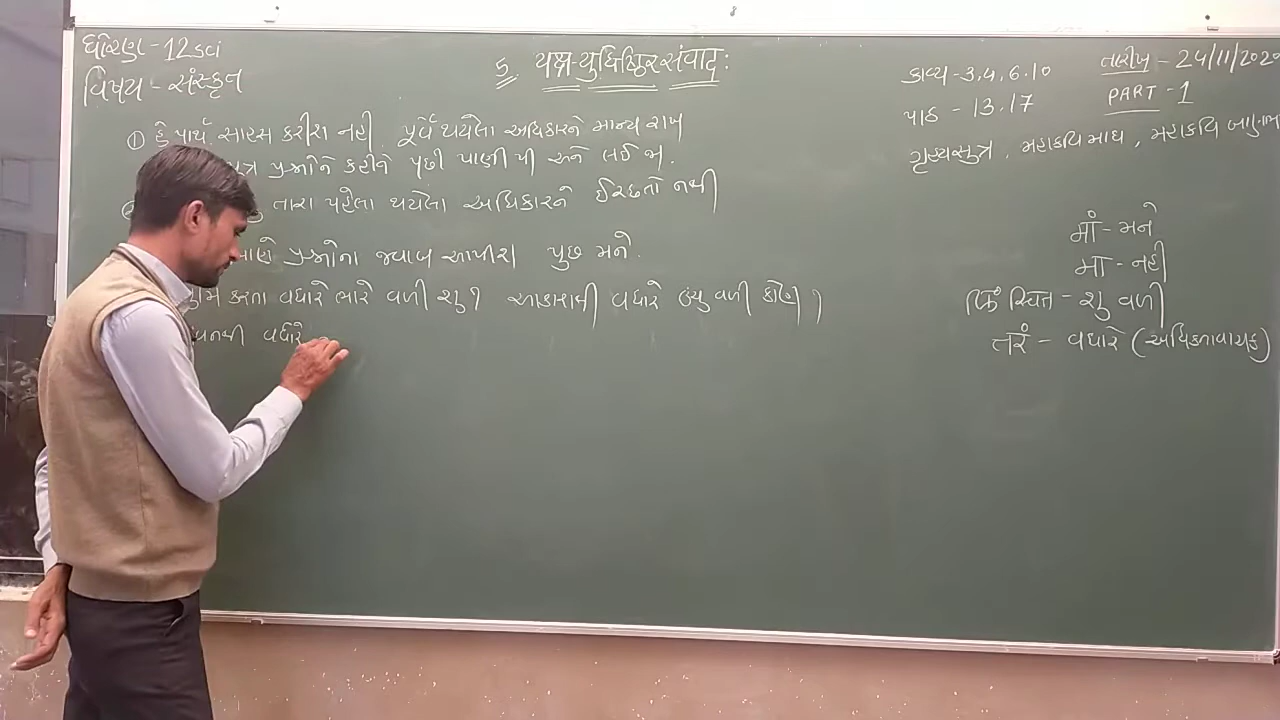 ધોરણ - 12 sci
વિષય - સંસ્કૃત
5. यक्ष-युधिष्ठिर संवादः
કાવ્ય - 3,4,6,10
પાઠ - 13.17
તારીખ - 24/11/2020
PART - 1
ગૃહ્યસૂત્ર, મહાકવિ માઘ, મહાકવિ
① હે પાર્થ સાહસ કરીશ નહી, પૂર્વે થયેલા અધિકારને માન્ય રાખ
પ્રશ્નોને કરીને પછી પાણી પી અને લઈ જા.
તારા પહેલા થયેલા અધિકારને ઈચ્છતો નથી
પ્રશ્નોના જવાબ આપીશ પુછ મને.
કરતા વધારે ભારે વળી શુ? આકાશથી વધારે ઉંચુ વળી કોણ?
વધારે
માં - મને
મા - નહી
किं स्वित - શુ વળી
तरं - વધારે (અધિકતાવાચક)